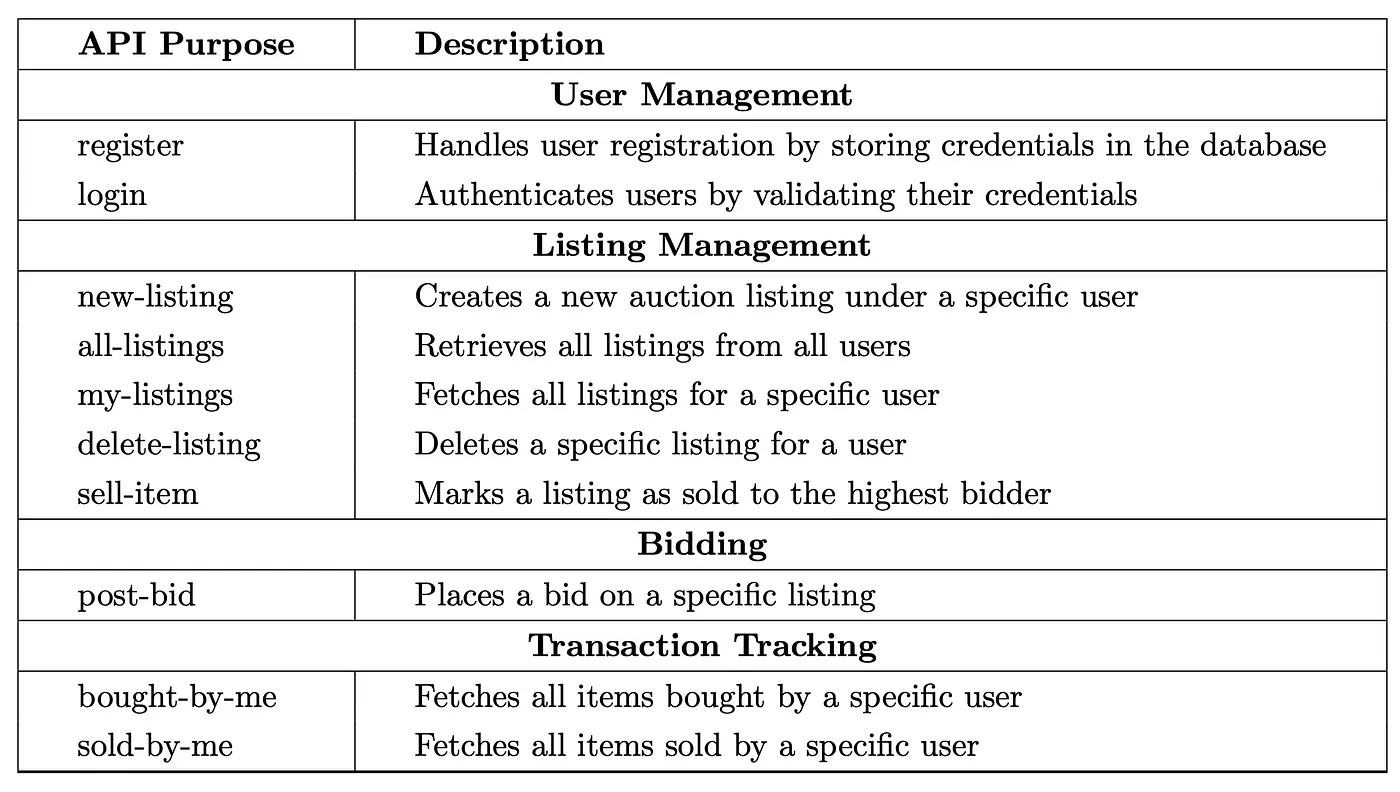 API Purpose Description
User Management
register Handles user registration by storing credentials in the database
login Authenticates users by validating their credentials
Listing Management
new-listing Creates a new auction listing under a specific user
all-listings Retrieves all listings from all users
my-listings Fetches all listings for a specific user
delete-listing Deletes a specific listing for a user
sell-item Marks a listing as sold to the highest bidder
Bidding
post-bid Places a bid on a specific listing
Transaction Tracking
bought-by-me Fetches all items bought by a specific user
sold-by-me Fetches all items sold by a specific user